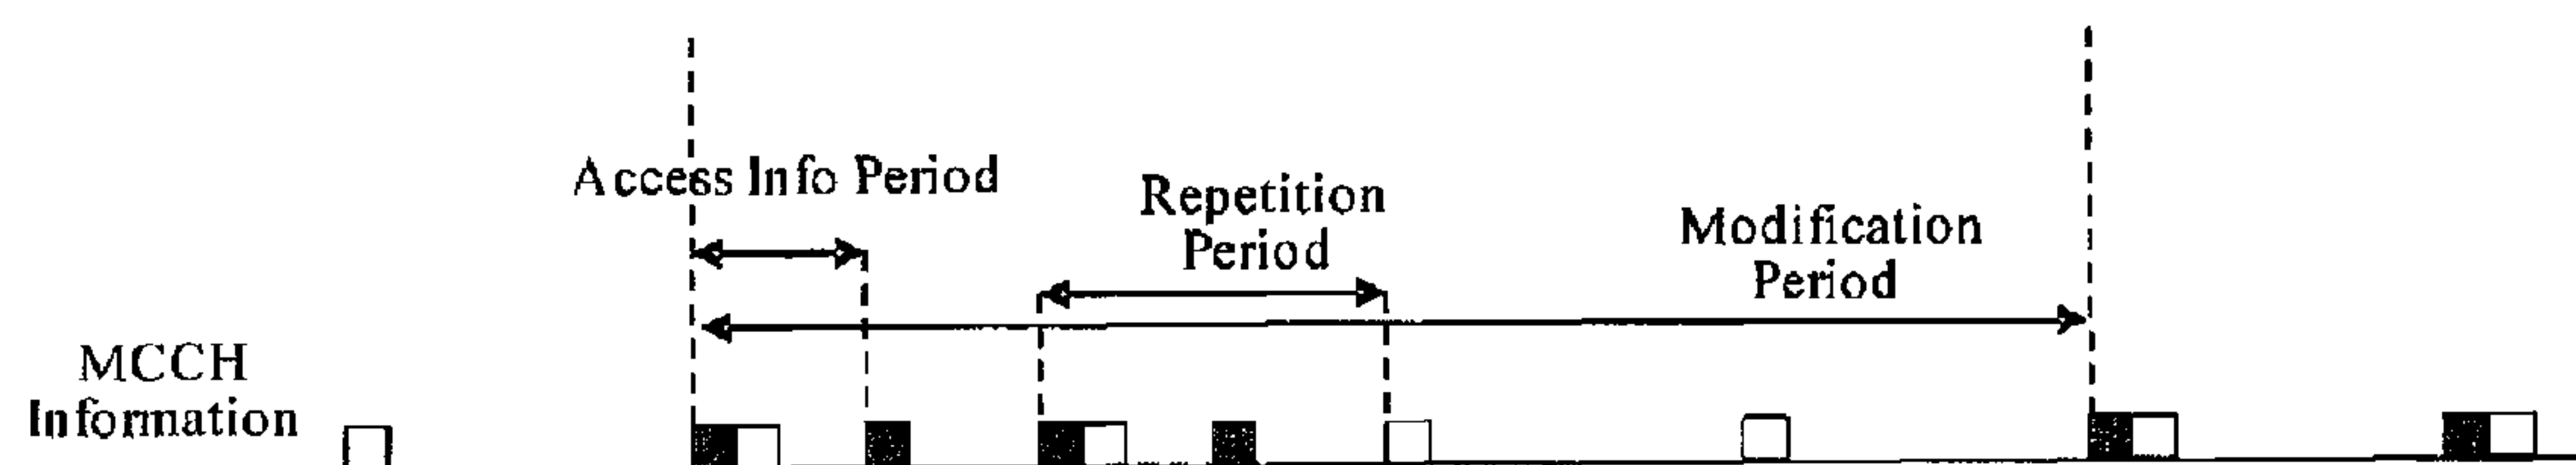 Access Info Period
Repetition
Period
Modification
Period
MCCH
Information